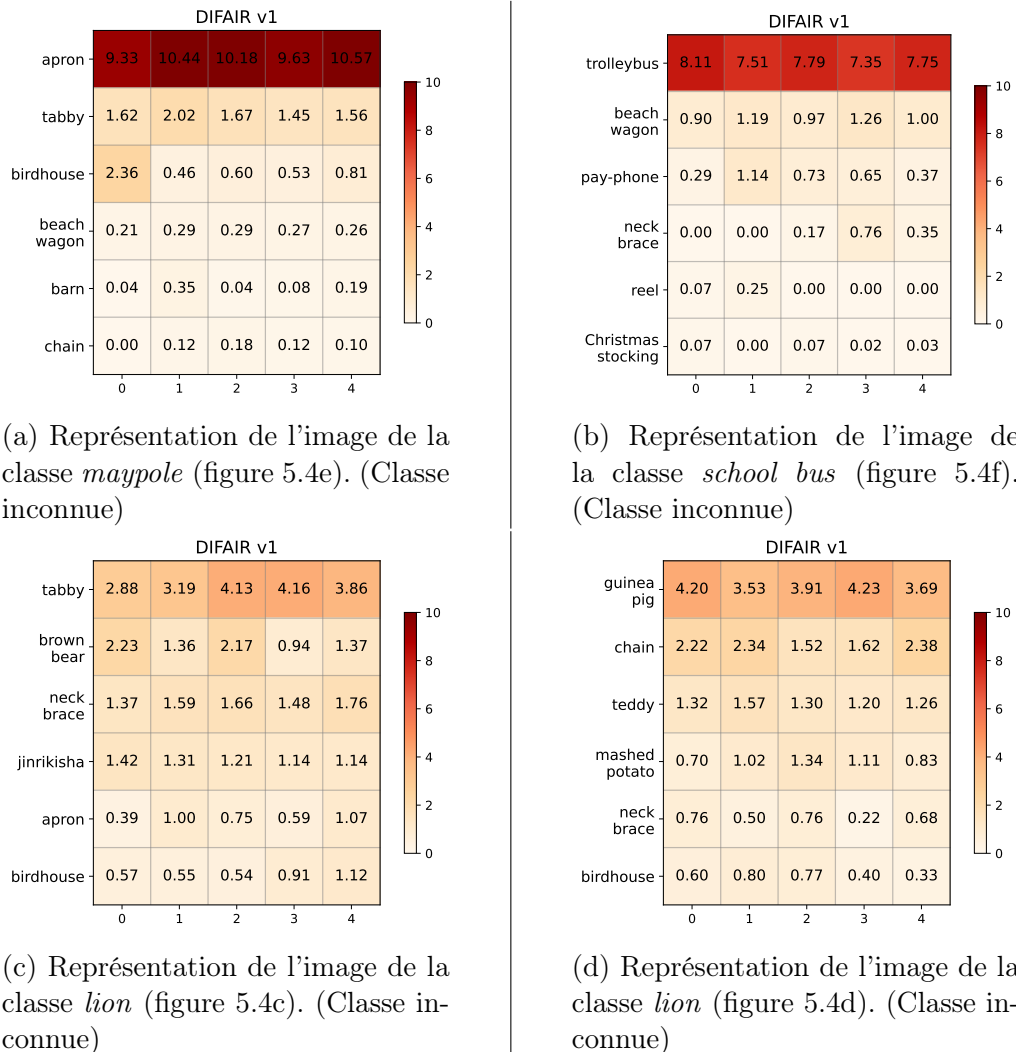 DIFAIR v1
apron 9.33 10.44 10.18 9.63 10.57
tabby 1.62 2.02 1.67 1.45 1.56
birdhouse 2.36 0.46 0.60 0.53 0.81
beach
wagon 0.21 0.29 0.29 0.27 0.26
barn 0.04 0.35 0.04 0.08 0.19
chain 0.00 0.12 0.18 0.12 0.10
0 1 2 3 4
10
8
6
4
2
0
(a) Représentation de l'image de la
classe maypole (figure 5.4e). (Classe
inconnue)
DIFAIR v1
trolleybus 8.11 7.51 7.79 7.35 7.75
beach
wagon 0.90 1.19 0.97 1.26 1.00
pay-phone 0.29 1.14 0.73 0.65 0.37
neck
brace 0.00 0.00 0.17 0.76 0.35
reel 0.07 0.25 0.00 0.00 0.00
Christmas
stocking 0.07 0.00 0.07 0.02 0.03
0 1 2 3 4
10
8
6
4
2
0
(b) Représentation de l'image de
la classe school bus (figure 5.4f).
(Classe inconnue)
DIFAIR v1
tabby 2.88 3.19 4.13 4.16 3.86
brown
bear 2.23 1.36 2.17 0.94 1.37
neck
brace 1.37 1.59 1.66 1.48 1.76
jinrikisha 1.42 1.31 1.21 1.14 1.14
apron 0.39 1.00 0.75 0.59 1.07
birdhouse 0.57 0.55 0.54 0.91 1.12
0 1 2 3 4
10
8
6
4
2
0
(c) Représentation de l'image de la
classe lion (figure 5.4c). (Classe in-
connue)
DIFAIR v1
guinea
pig 4.20 3.53 3.91 4.23 3.69
chain 2.22 2.34 1.52 1.62 2.38
teddy 1.32 1.57 1.30 1.20 1.26
mashed
potato 0.70 1.02 1.34 1.11 0.83
neck
brace 0.76 0.50 0.76 0.22 0.68
birdhouse 0.60 0.80 0.77 0.40 0.33
0 1 2 3 4
10
8
6
4
2
0
(d) Représentation de l'image de la
classe lion (figure 5.4d). (Classe in-
connue)